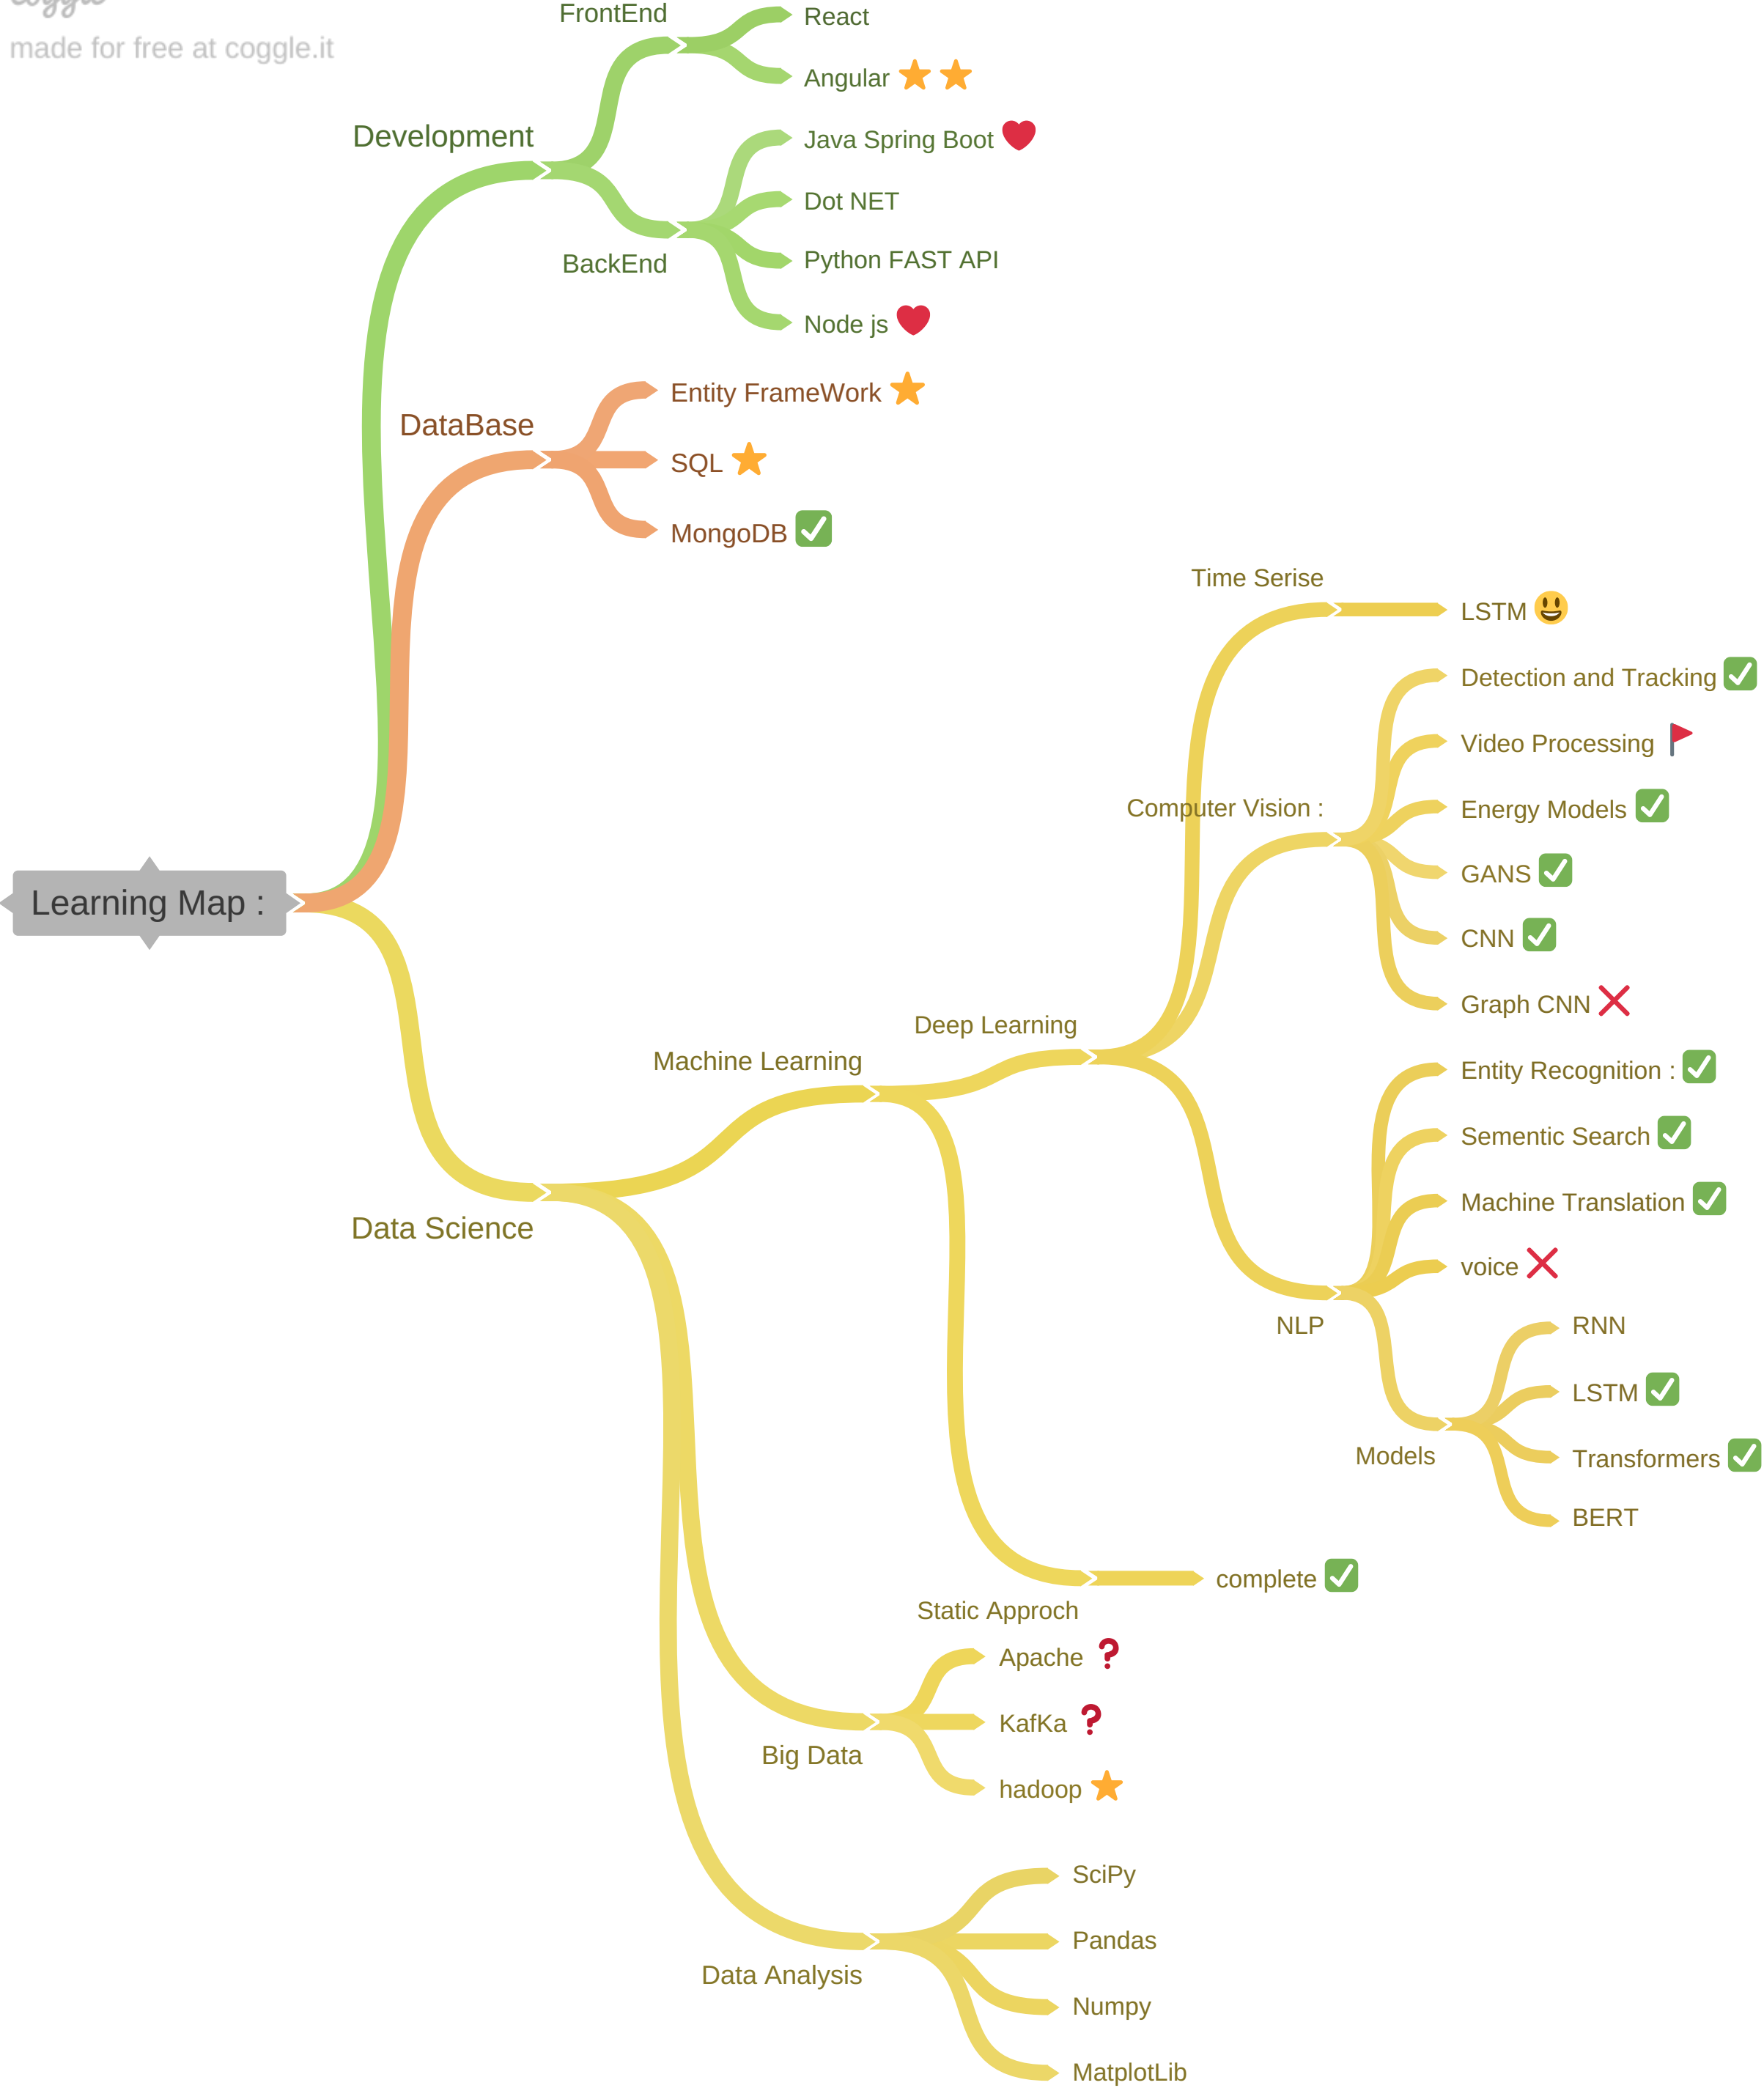 made for free at coggle.it
FrontEnd
React
Angular
Development
Java Spring Boot
Dot NET
BackEnd
Python FAST API
Node js
Entity FrameWork
DataBase
SQL
MongoDB
Time Serise
LSTM
Detection and Tracking
Video Processing
Computer Vision :
Energy Models
GANS
CNN
Graph CNN
Learning Map :
Deep Learning
Machine Learning
Entity Recognition :
Sementic Search
Machine Translation
voice
Data Science
NLP
RNN
LSTM
Models
Transformers
BERT
complete
Static Approch
Apache
KafKa
Big Data
hadoop
SciPy
Pandas
Data Analysis
Numpy
MatplotLib